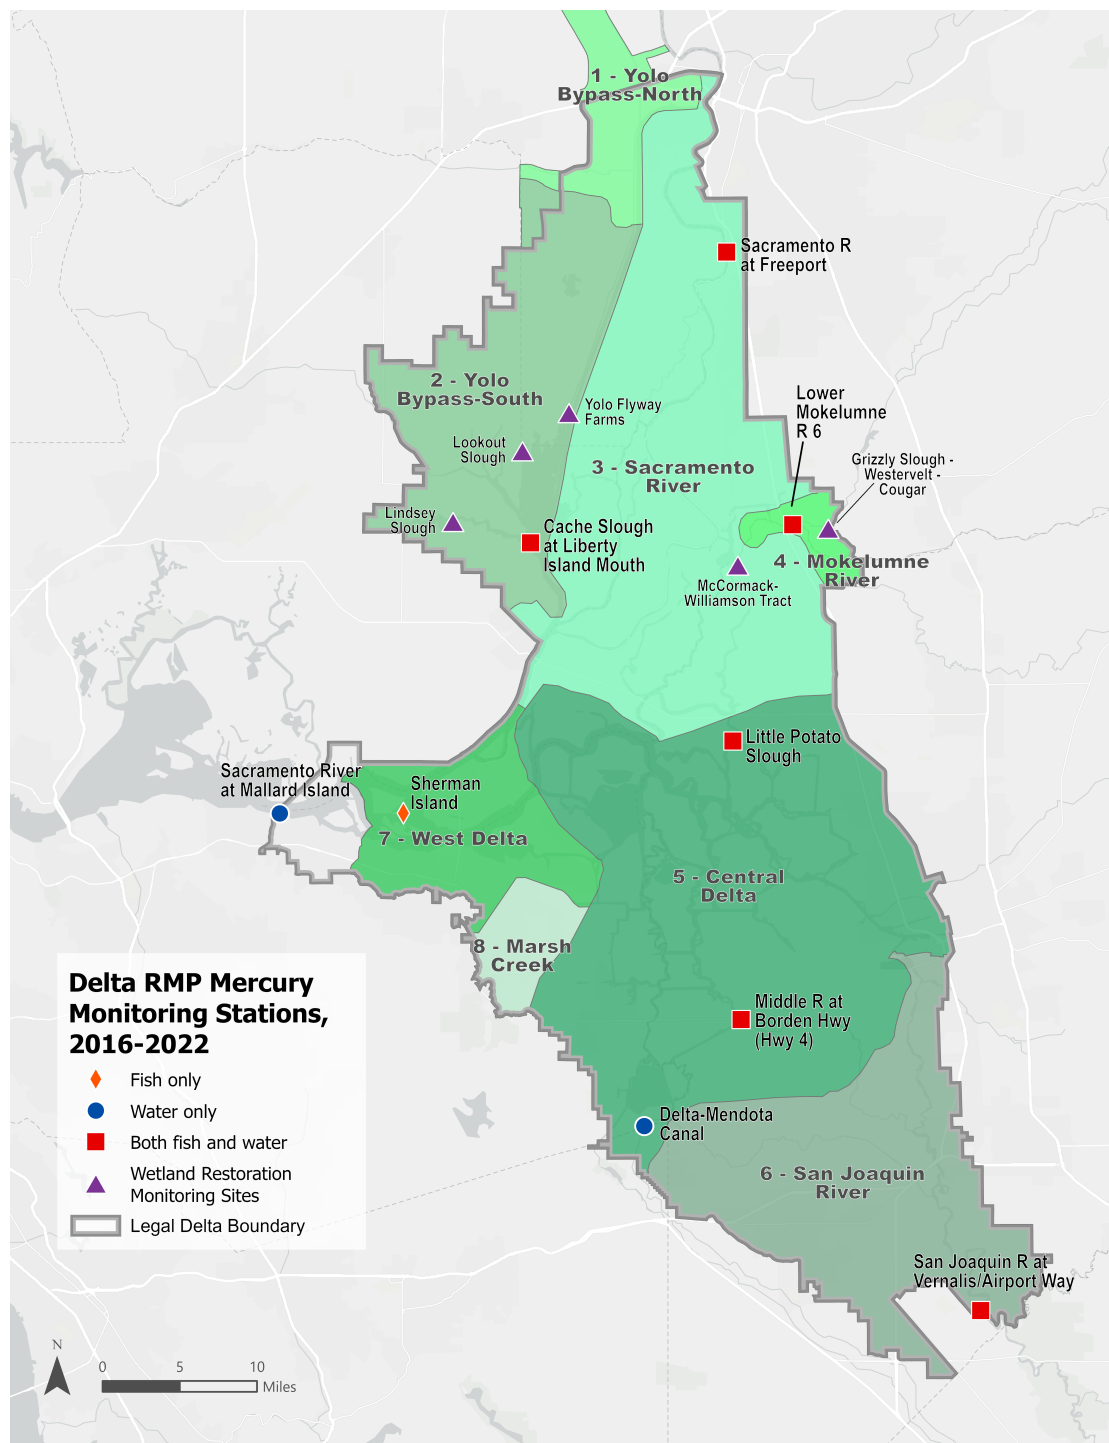 1 - Yolo
Bypass-North
Sacramento R
at Freeport
2 - Yolo
Bypass-South
Yolo Flyway
Farms
Lower
Mokelumne
R 6
Lookout
Slough
Grizzly Slough -
Westervelt -
Cougar
3 - Sacramento
River
Lindsey
Slough
Cache Slough
at Liberty
Island Mouth
4 - Mokelumne
River
McCormack-
Williamson Tract
Little Potato
Slough
Sacramento River
at Mallard Island
Sherman
Island
7 - West Delta
5 - Central
Delta
8 - Marsh
Creek
Middle R at
Borden Hwy
(Hwy 4)
Delta-Mendota
Canal
6 - San Joaquin
River
San Joaquin R at
Vernalis/Airport Way
Delta RMP Mercury
Monitoring Stations,
2016-2022
Fish only
Water only
Both fish and water
Wetland Restoration
Monitoring Sites
Legal Delta Boundary
N
0 5 10
Miles